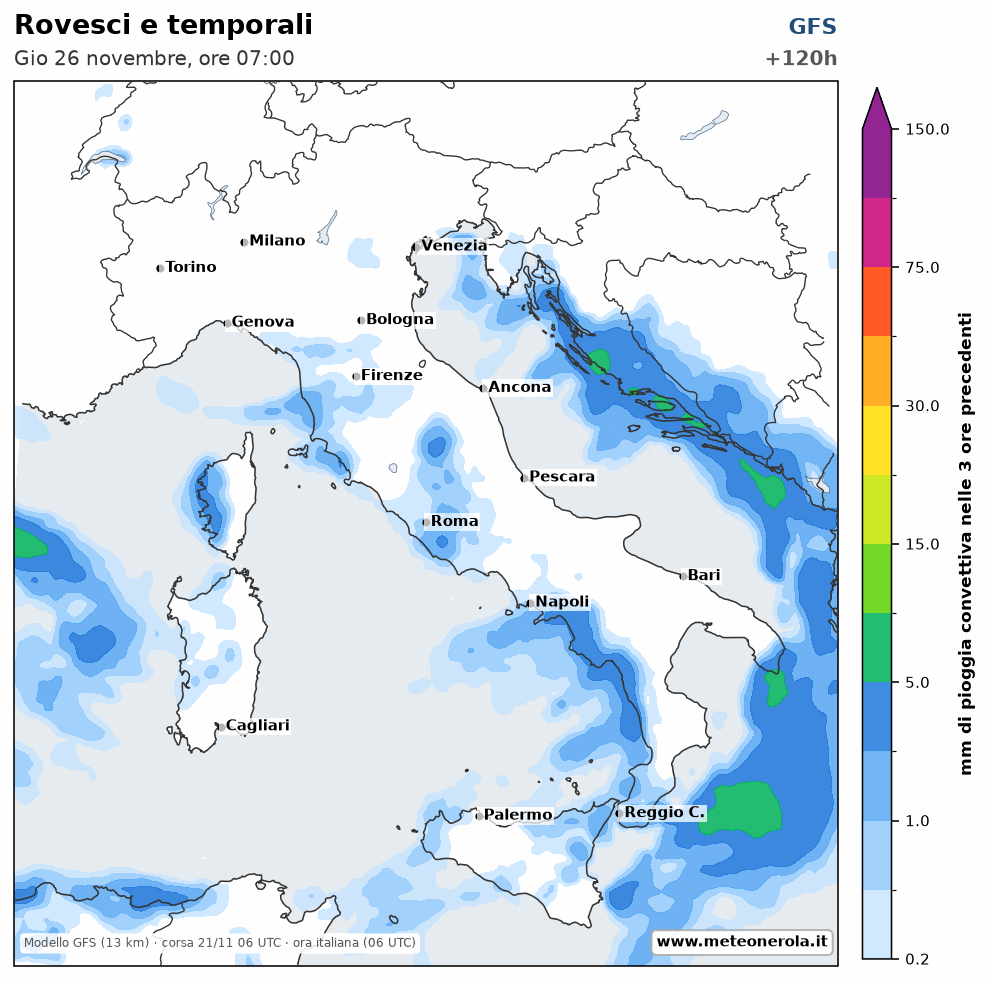 Rovesci e temporali
GFS
Gio 26 novembre, ore 07:00
+120h
Milano
Venezia
Torino
Genova
Bologna
Firenze
Ancona
Pescara
Roma
Bari
Napoli
Cagliari
Palermo
Reggio C.
Modello GFS (13 km) · corsa 21/11 06 UTC · ora italiana (06 UTC)
www.meteonerola.it
150.0
75.0
30.0
15.0
5.0
1.0
0.2
mm di pioggia convettiva nelle 3 ore precedenti